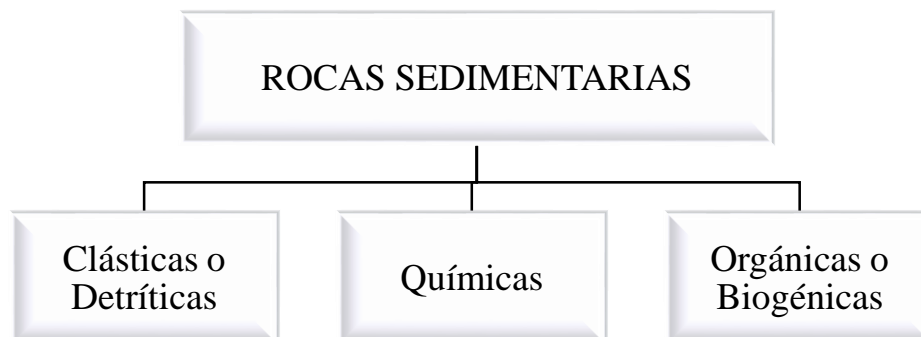 ROCAS SEDIMENTARIAS
Clásticas o
Detríticas
Químicas
Orgánicas o
Biogénicas